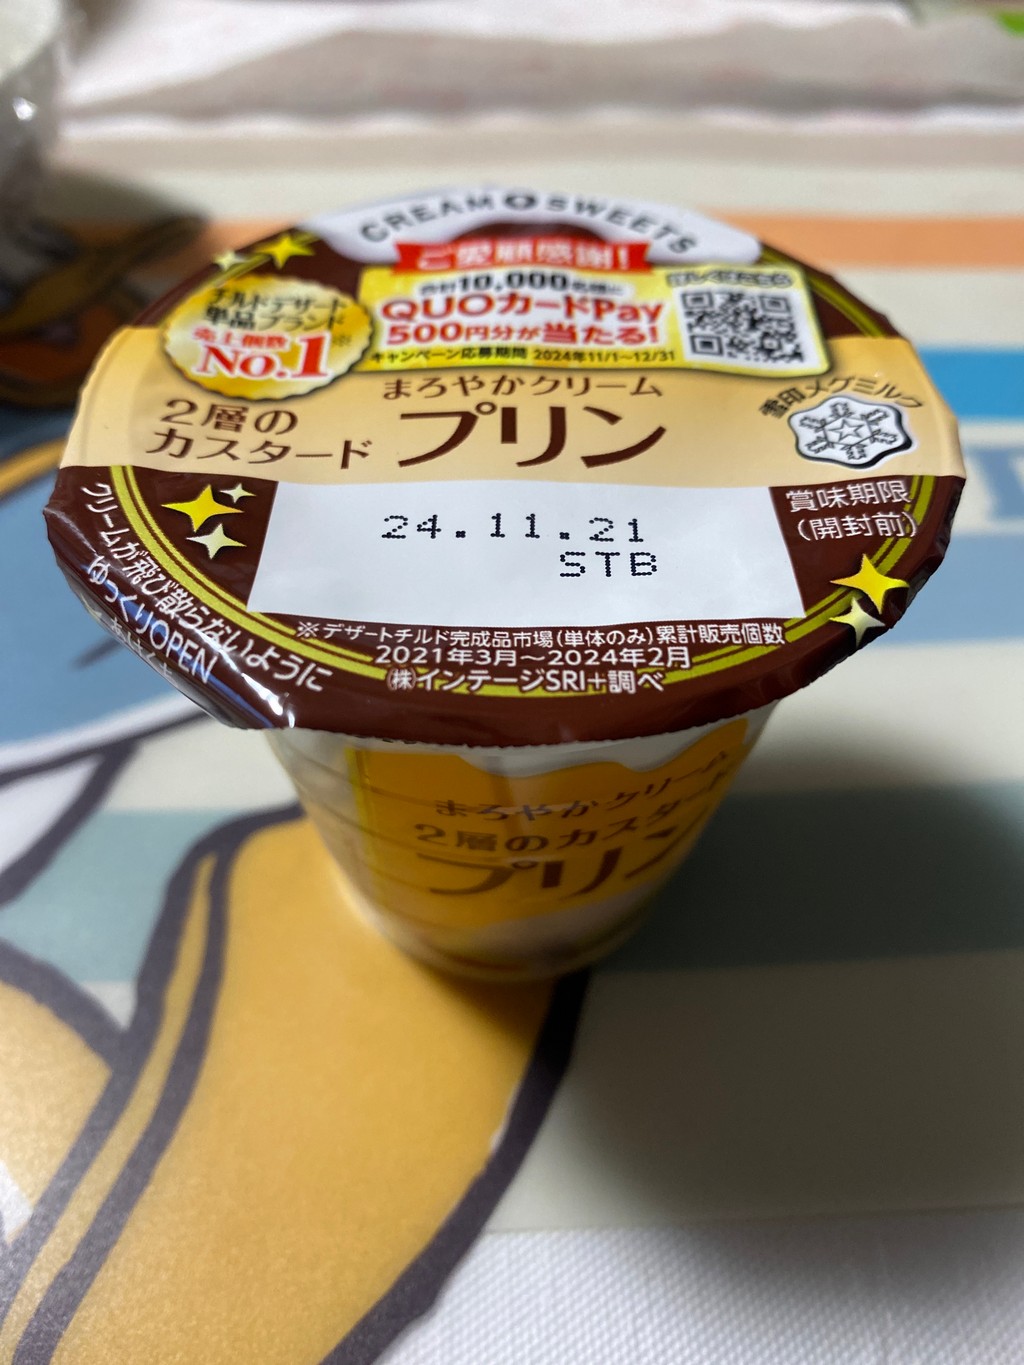 CREAM SWEETS
ご愛顧感謝!
合計10,000名様に
QUOカードPay
500円分が当たる!
キャンペーン応募期間 2024年11/1~12/31
詳しくはこちら
チルドデザート
単品ブランド
売上個数※
No.1
まろやかクリーム
2層の
カスタード
プリン
雪印メグミルク
24.11.21
STB
賞味期限
(開封前)
クリームが飛び散らないように
ゆっくりOPEN
※デザートチルド完成品市場(単体のみ)累計販売個数
2021年3月~2024年2月
㈱インテージSRI+調べ
まろやかクリーム
2層のカスタード
プリン